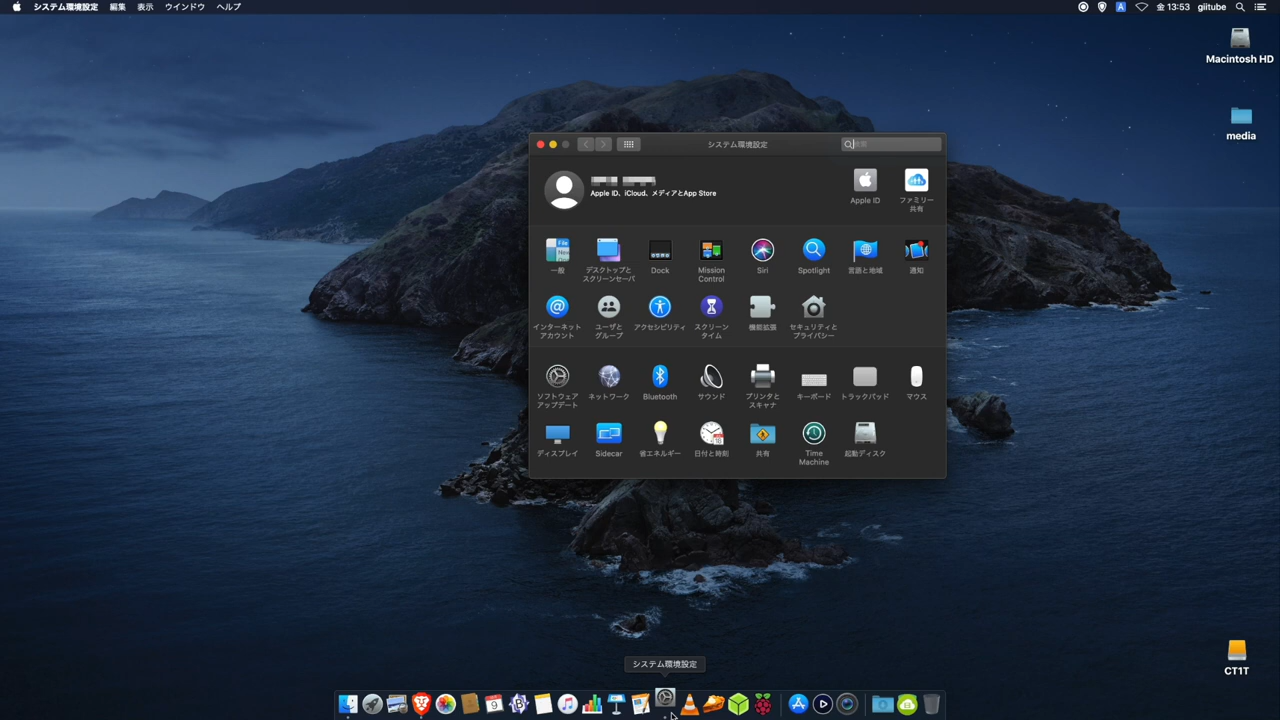 システム環境設定 編集 表示 ウインドウ ヘルプ
A 金 13:53 giitube
Macintosh HD
media
システム環境設定
検索
Apple ID、iCloud、メディアとApp Store
Apple ID
ファミリー
共有
一般
デスクトップと
スクリーンセーバ
Dock
Mission
Control
Siri
Spotlight
言語と地域
通知
インターネット
アカウント
ユーザと
グループ
アクセシビリティ
スクリーン
タイム
機能拡張
セキュリティと
プライバシー
ソフトウェア
アップデート
ネットワーク
Bluetooth
サウンド
プリンタと
スキャナ
キーボード
トラックパッド
マウス
ディスプレイ
Sidecar
省エネルギー
日付と時刻
共有
Time
Machine
起動ディスク
CT1T
システム環境設定
9